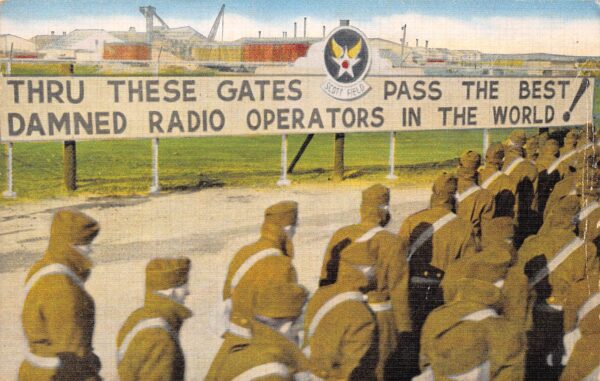 THRU THESE GATES PASS THE BEST
SCOTT FIELD
DAMNED RADIO OPERATORS IN THE WORLD!